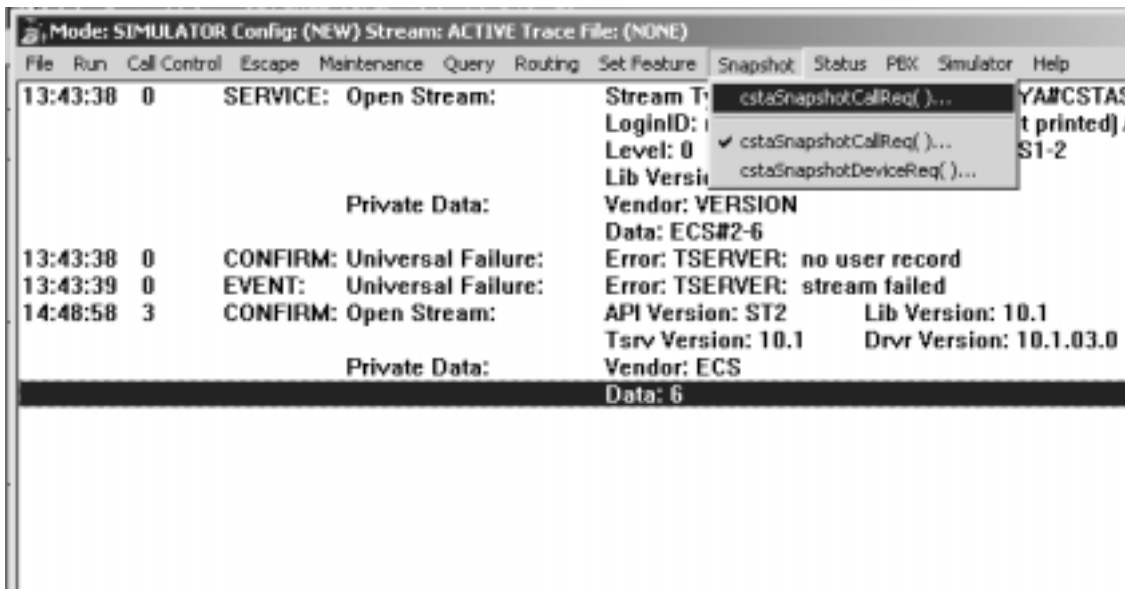 Mode: SIMULATOR Config: (NEW) Stream: ACTIVE Trace File: (NONE)
File Run Call Control Escape Maintenance Query Routing Set Feature Snapshot Status PBX Simulator Help
13:43:38 0 SERVICE: Open Stream: Stream T YA#CSTAS
LoginID: t printed)
Level: 0 S1-2
Lib Versi
cstaSnapshotCallReq( )...
✓ cstaSnapshotCallReq( )...
cstaSnapshotDeviceReq( )...
Private Data: Vendor: VERSION
Data: ECS#2-6
13:43:38 0 CONFIRM: Universal Failure: Error: TSERVER: no user record
13:43:39 0 EVENT: Universal Failure: Error: TSERVER: stream failed
14:48:58 3 CONFIRM: Open Stream: API Version: ST2 Lib Version: 10.1
Tsrv Version: 10.1 Drvr Version: 10.1.03.0
Private Data: Vendor: ECS
Data: 6